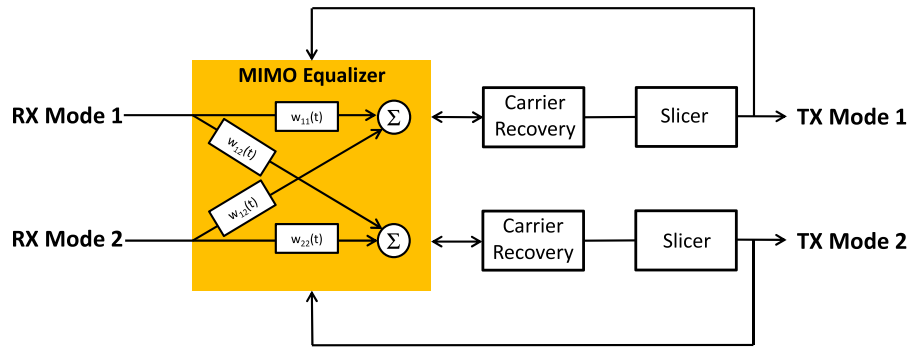 MIMO Equalizer
RX Mode 1
w11(t)
Σ
Carrier
Recovery
Slicer
TX Mode 1
w12(t)
w12(t)
RX Mode 2
w22(t)
Σ
Carrier
Recovery
Slicer
TX Mode 2